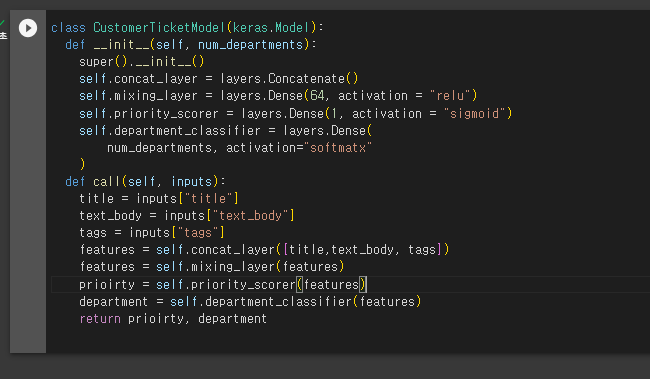 class CustomerTicketModel(keras.Model):
  def __init__(self, num_departments):
    super().__init__()
    self.concat_layer = layers.Concatenate()
    self.mixing_layer = layers.Dense(64, activation = "relu")
    self.priority_scorer = layers.Dense(1, activation = "sigmoid")
    self.department_classifier = layers.Dense(
        num_departments, activation="softmatx"
    )
  def call(self, inputs):
    title = inputs["title"]
    text_body = inputs["text_body"]
    tags = inputs["tags"]
    features = self.concat_layer([title,text_body, tags])
    features = self.mixing_layer(features)
    prioirty = self.priority_scorer(features)
    department = self.department_classifier(features)
    return prioirty, department